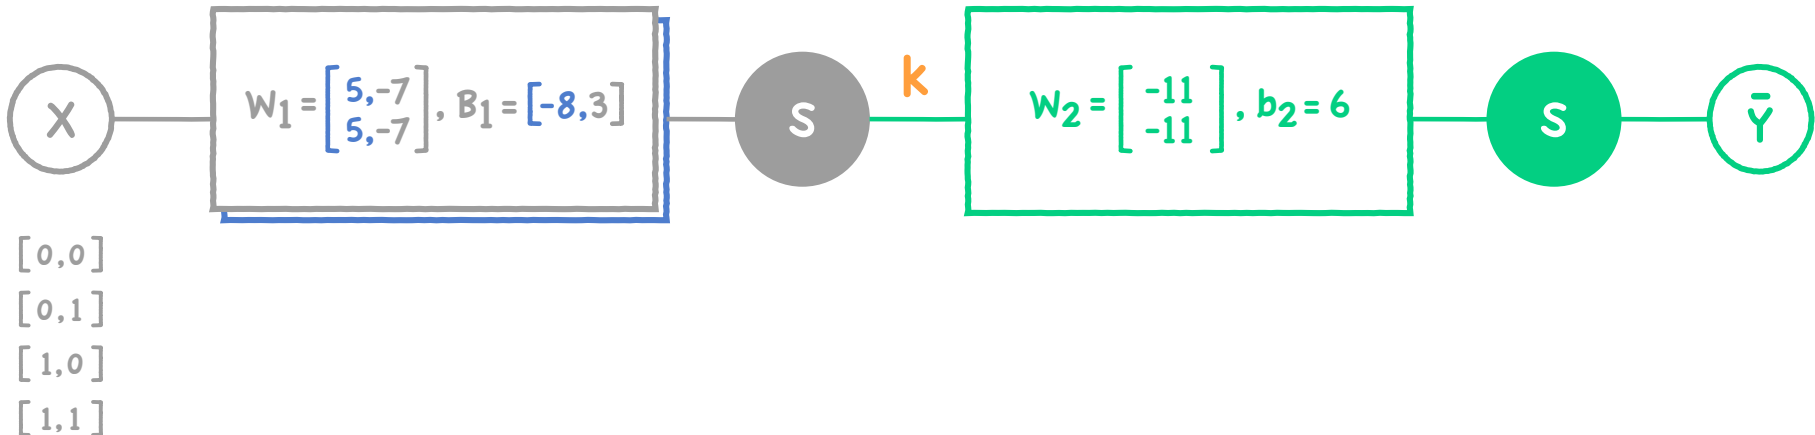 X
W1 = [5,-7
5,-7], B1 = [-8,3]
S
k
W2 = [-11
-11], b2 = 6
S
Ȳ
[0,0]
[0,1]
[1,0]
[1,1]